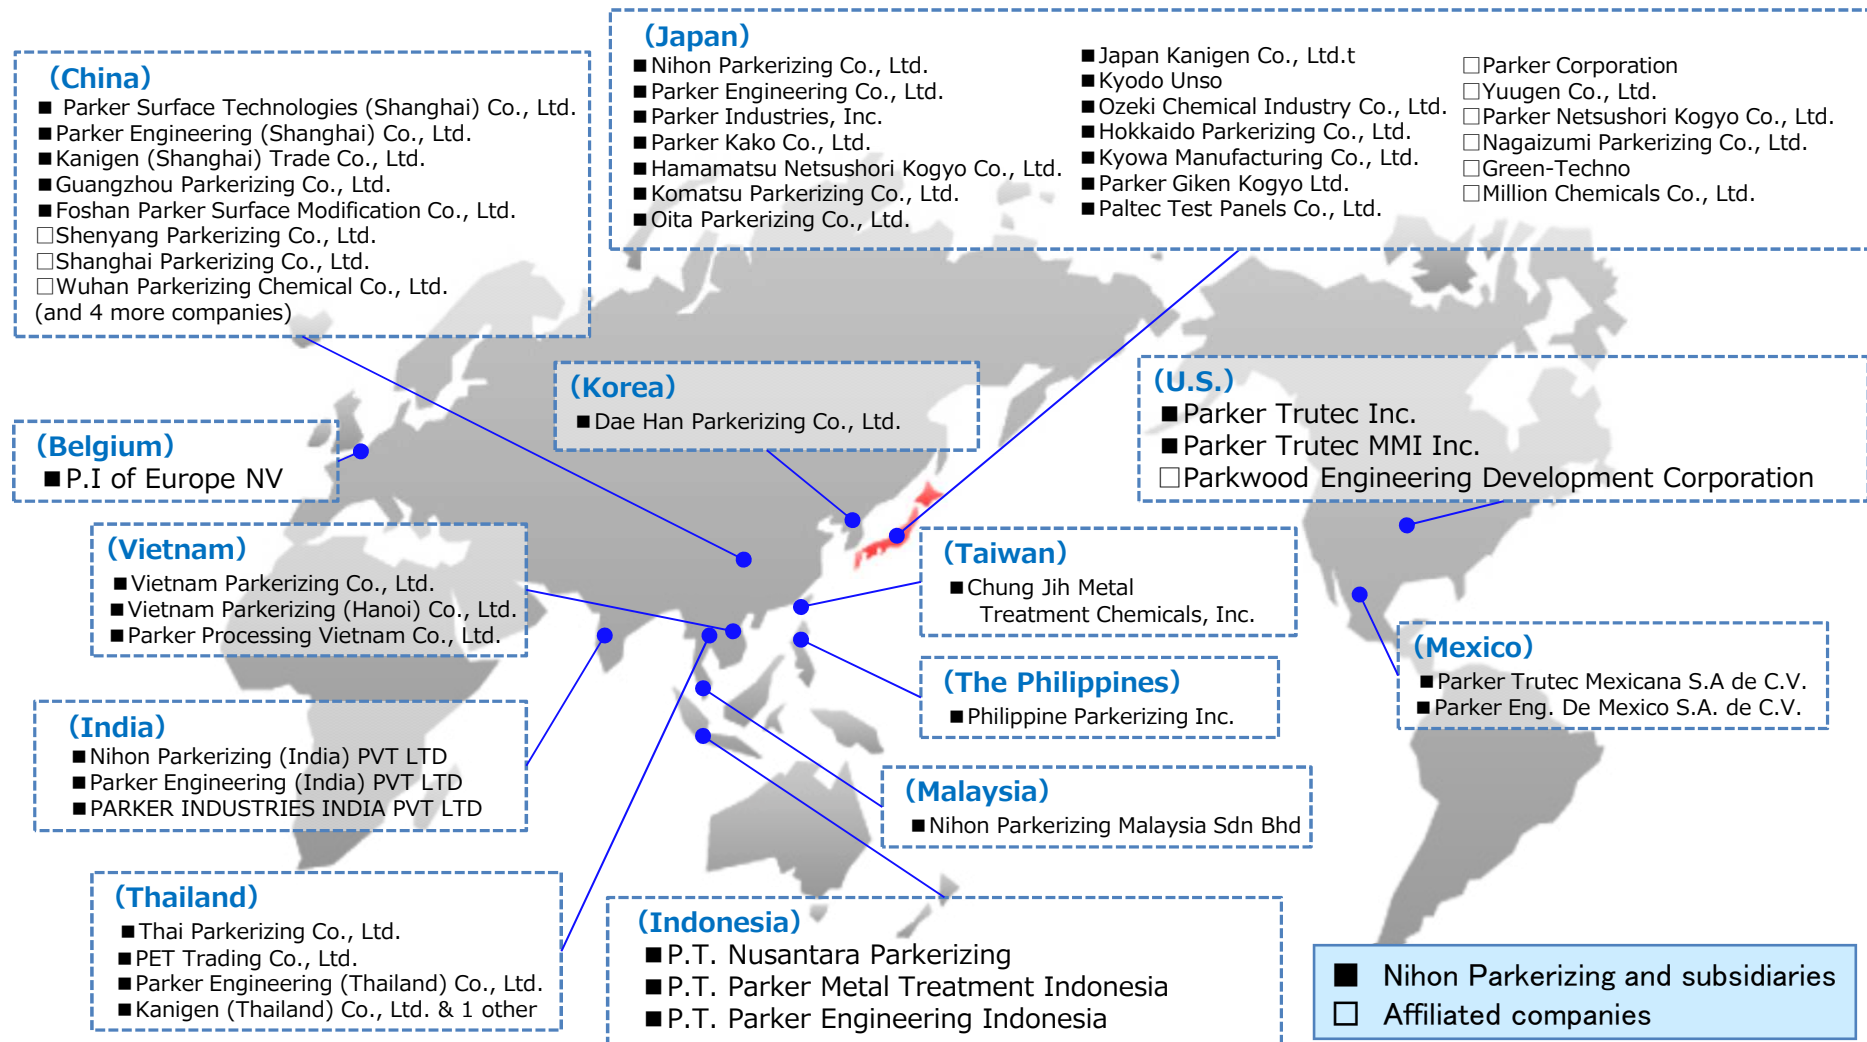 (China)
■ Parker Surface Technologies (Shanghai) Co., Ltd.
■Parker Engineering (Shanghai) Co., Ltd.
■Kanigen (Shanghai) Trade Co., Ltd.
■Guangzhou Parkerizing Co., Ltd.
■Foshan Parker Surface Modification Co., Ltd.
□Shenyang Parkerizing Co., Ltd.
□Shanghai Parkerizing Co., Ltd.
□Wuhan Parkerizing Chemical Co., Ltd.
(and 4 more companies)
(Japan)
■Nihon Parkerizing Co., Ltd.
■Parker Engineering Co., Ltd.
■Parker Industries, Inc.
■Parker Kako Co., Ltd.
■Hamamatsu Netsushori Kogyo Co., Ltd.
■Komatsu Parkerizing Co., Ltd.
■Oita Parkerizing Co., Ltd.
■Japan Kanigen Co., Ltd.t
■Kyodo Unso
■Ozeki Chemical Industry Co., Ltd.
■Hokkaido Parkerizing Co., Ltd.
■Kyowa Manufacturing Co., Ltd.
■Parker Giken Kogyo Ltd.
■Paltec Test Panels Co., Ltd.
□Parker Corporation
□Yuugen Co., Ltd.
□Parker Netsushori Kogyo Co., Ltd.
□Nagaizumi Parkerizing Co., Ltd.
□Green-Techno
□Million Chemicals Co., Ltd.
(Korea)
■Dae Han Parkerizing Co., Ltd.
(U.S.)
■Parker Trutec Inc.
■Parker Trutec MMI Inc.
□Parkwood Engineering Development Corporation
(Belgium)
■P.I of Europe NV
(Vietnam)
■Vietnam Parkerizing Co., Ltd.
■Vietnam Parkerizing (Hanoi) Co., Ltd.
■Parker Processing Vietnam Co., Ltd.
(Taiwan)
■Chung Jih Metal
Treatment Chemicals, Inc.
(Mexico)
■Parker Trutec Mexicana S.A de C.V.
■Parker Eng. De Mexico S.A. de C.V.
(The Philippines)
■Philippine Parkerizing Inc.
(India)
■Nihon Parkerizing (India) PVT LTD
■Parker Engineering (India) PVT LTD
■PARKER INDUSTRIES INDIA PVT LTD
(Malaysia)
■Nihon Parkerizing Malaysia Sdn Bhd
(Thailand)
■Thai Parkerizing Co., Ltd.
■PET Trading Co., Ltd.
■Parker Engineering (Thailand) Co., Ltd.
■Kanigen (Thailand) Co., Ltd. & 1 other
(Indonesia)
■P.T. Nusantara Parkerizing
■P.T. Parker Metal Treatment Indonesia
■P.T. Parker Engineering Indonesia
■ Nihon Parkerizing and subsidiaries
□ Affiliated companies